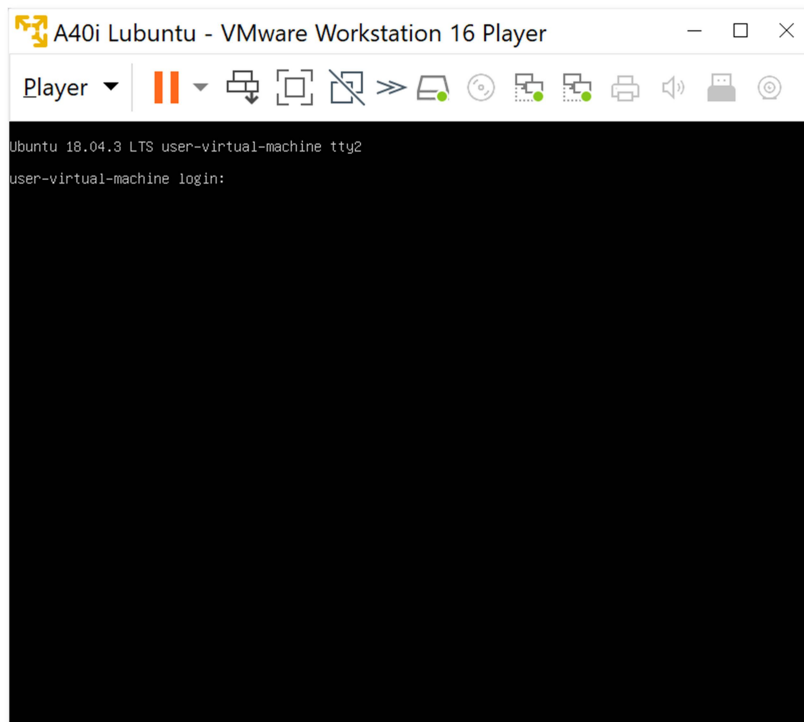 A40i Lubuntu - VMware Workstation 16 Player
Player
Ubuntu 18.04.3 LTS user-virtual-machine tty2
user-virtual-machine login: